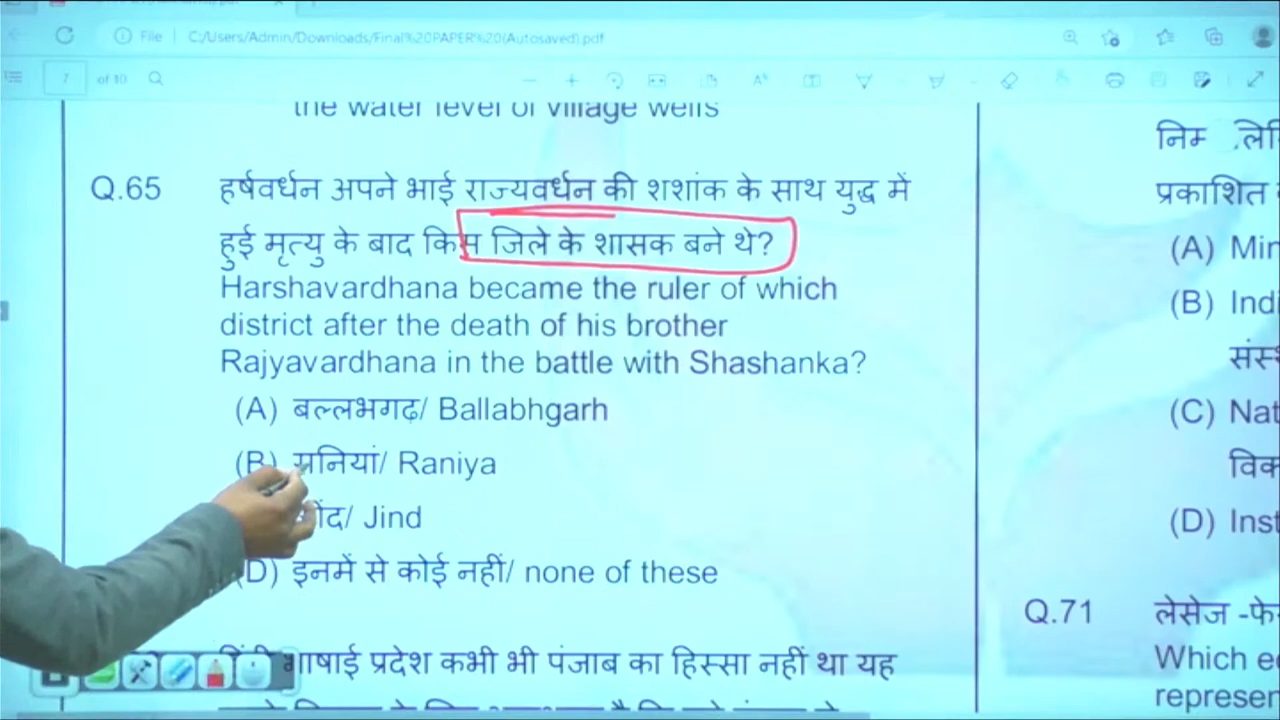 File
C:/Users/Admin/Downloads/Final%20PAPER%20(Autosaved).pdf
7 of 10
the water level of village wells
Q.65 हर्षवर्धन अपने भाई राज्यवर्धन की शशांक के साथ युद्ध में
हुई मृत्यु के बाद किस जिले के शासक बने थे?
Harshavardhana became the ruler of which
district after the death of his brother
Rajyavardhana in the battle with Shashanka?
(A) बल्लभगढ़/ Ballabhgarh
(B) रानियां/ Raniya
जींद/ Jind
(D) इनमें से कोई नहीं/ none of these
हिंदी भाषाई प्रदेश कभी भी पंजाब का हिस्सा नहीं था यह
प्रकाशित
(A) Min
(B) Ind
संस्
(C) Nat
विक
(D) Inst
Q.71 लेसेज -फे
Which e
represen